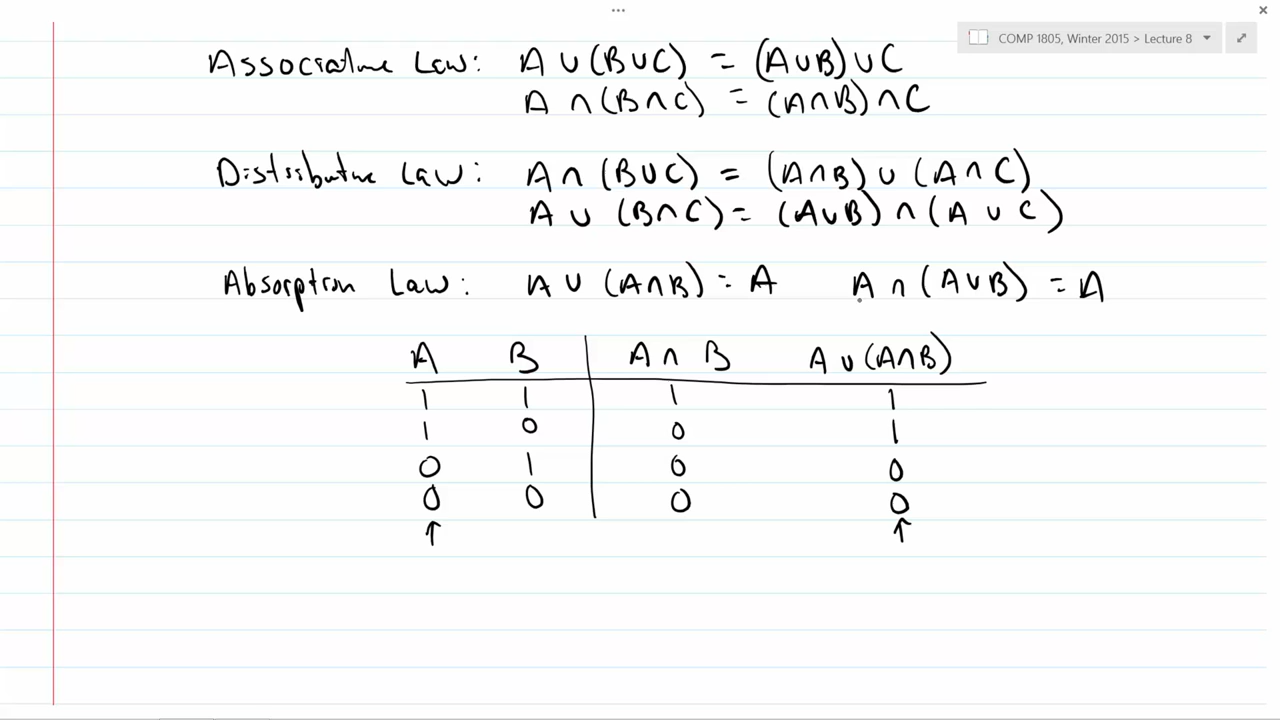 COMP 1805, Winter 2015 > Lecture 8
Associative Law: A ∪ (B ∪ C) = (A ∪ B) ∪ C
A ∩ (B ∩ C) = (A ∩ B) ∩ C
Distributive Law: A ∩ (B ∪ C) = (A ∩ B) ∪ (A ∩ C)
A ∪ (B ∩ C) = (A ∪ B) ∩ (A ∪ C)
Absorption Law: A ∪ (A ∩ B) = A A ∩ (A ∪ B) = A
A B A ∩ B A ∪ (A ∩ B)
1 1 1 1
1 0 0 1
0 1 0 0
0 0 0 0
↑ ↑